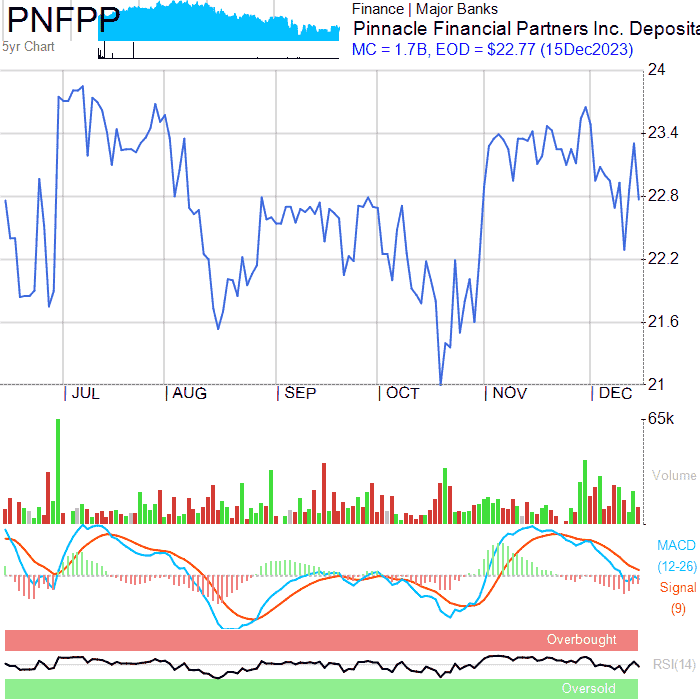 PNFPP
5yr Chart
Finance | Major Banks
Pinnacle Financial Partners Inc. Deposita
MC = 1.7B, EOD = $22.77 (15Dec2023)
24
23.4
22.8
22.2
21.6
21
JUL AUG SEP OCT NOV DEC
65k
Volume
MACD
(12-26)
Signal
(9)
Overbought
RSI(14)
Oversold